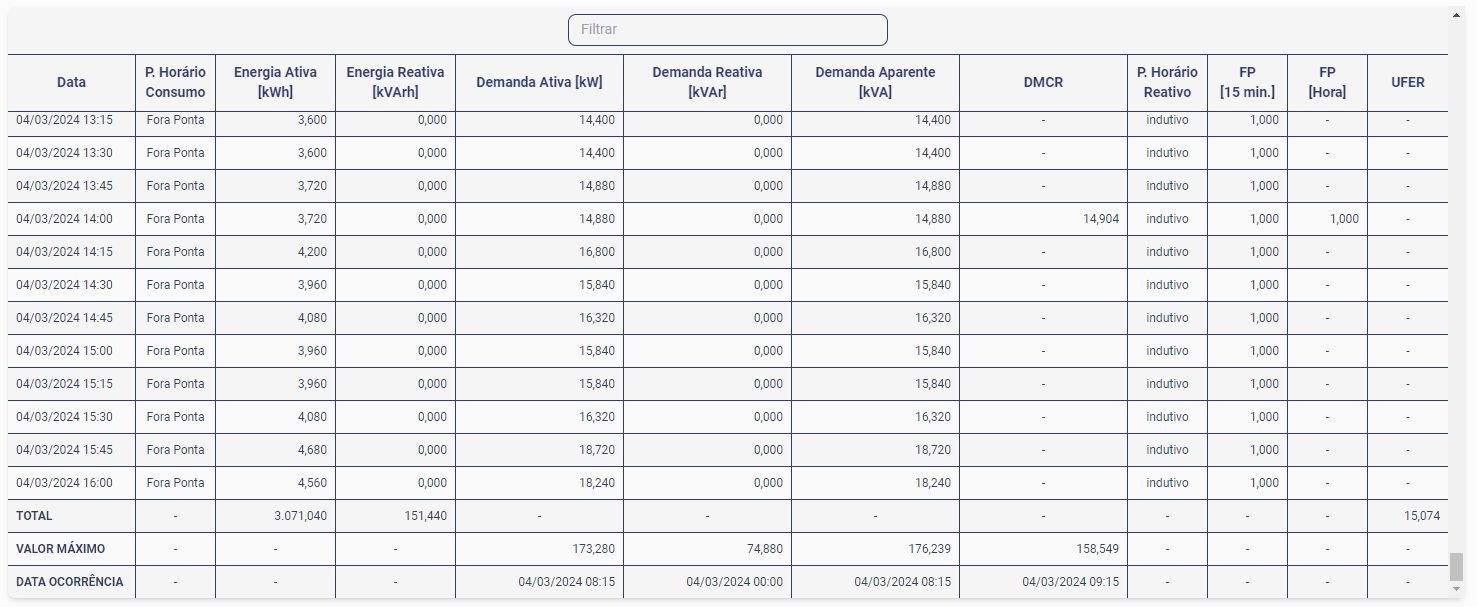 Filtrar
Data P. Horário Consumo Energia Ativa [kWh] Energia Reativa [kVArh] Demanda Ativa [kW] Demanda Reativa [kVAr] Demanda Aparente [kVA] DMCR P. Horário Reativo FP [15 min.] FP [Hora] UFER
04/03/2024 13:15 Fora Ponta 3,600 0,000 14,400 0,000 14,400 - indutivo 1,000 - -
04/03/2024 13:30 Fora Ponta 3,600 0,000 14,400 0,000 14,400 - indutivo 1,000 - -
04/03/2024 13:45 Fora Ponta 3,720 0,000 14,880 0,000 14,880 - indutivo 1,000 - -
04/03/2024 14:00 Fora Ponta 3,720 0,000 14,880 0,000 14,880 14,904 indutivo 1,000 1,000 -
04/03/2024 14:15 Fora Ponta 4,200 0,000 16,800 0,000 16,800 - indutivo 1,000 - -
04/03/2024 14:30 Fora Ponta 3,960 0,000 15,840 0,000 15,840 - indutivo 1,000 - -
04/03/2024 14:45 Fora Ponta 4,080 0,000 16,320 0,000 16,320 - indutivo 1,000 - -
04/03/2024 15:00 Fora Ponta 3,960 0,000 15,840 0,000 15,840 - indutivo 1,000 - -
04/03/2024 15:15 Fora Ponta 3,960 0,000 15,840 0,000 15,840 - indutivo 1,000 - -
04/03/2024 15:30 Fora Ponta 4,080 0,000 16,320 0,000 16,320 - indutivo 1,000 - -
04/03/2024 15:45 Fora Ponta 4,680 0,000 18,720 0,000 18,720 - indutivo 1,000 - -
04/03/2024 16:00 Fora Ponta 4,560 0,000 18,240 0,000 18,240 - indutivo 1,000 - -
TOTAL - 3.071,040 151,440 - - - - - - - 15,074
VALOR MÁXIMO - - - 173,280 74,880 176,239 158,549 - - - -
DATA OCORRÊNCIA - - - 04/03/2024 08:15 04/03/2024 00:00 04/03/2024 08:15 04/03/2024 09:15 - - - -